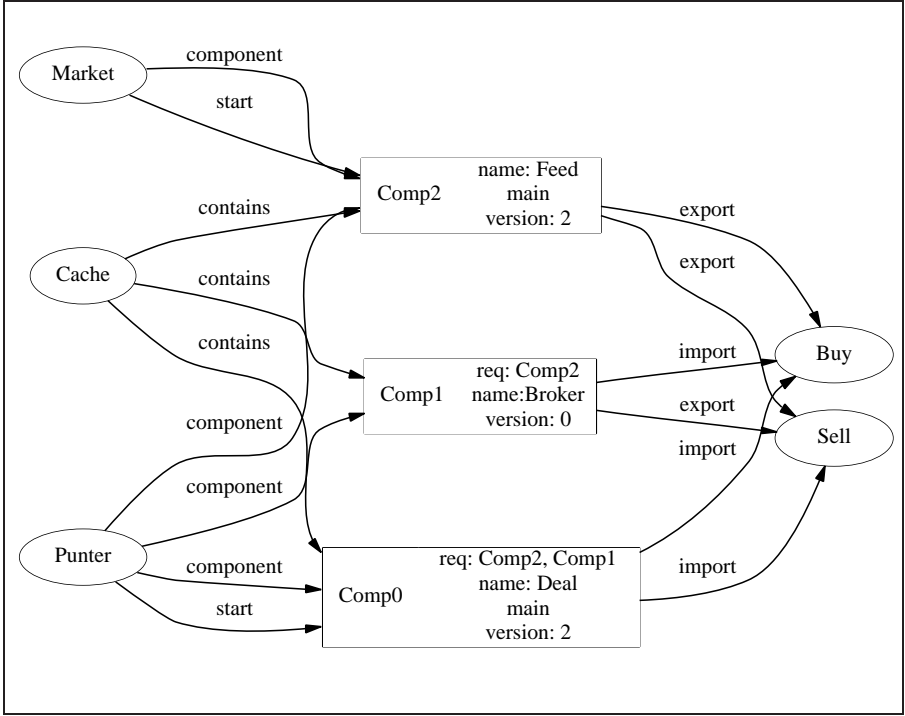 Market
component
start
Comp2
name: Feed
main
version: 2
contains
export
Cache
contains
export
contains
import
Buy
Comp1
req: Comp2
name:Broker
version: 0
component
export
Sell
import
component
Punter
component
start
Comp0
req: Comp2, Comp1
name: Deal
main
version: 2
import